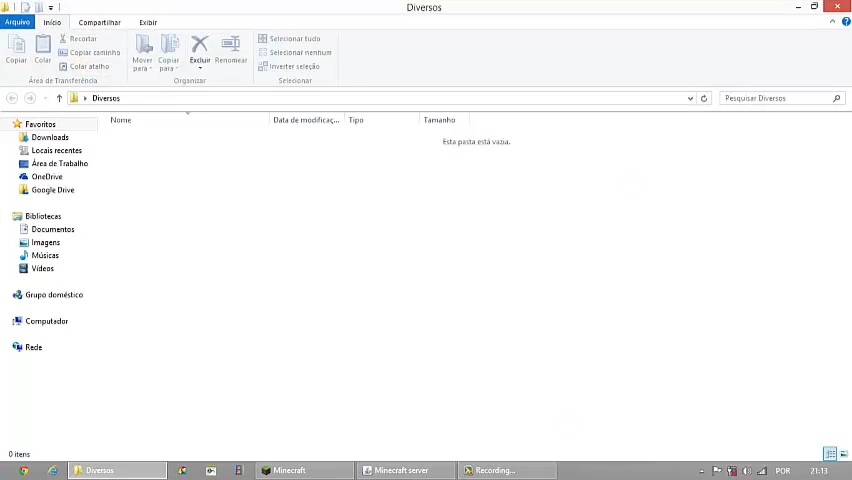 Diversos
Arquivo Início Compartilhar Exibir
Copiar
Colar
Recortar
Copiar caminho
Colar atalho
Área de Transferência
Mover para
Copiar para
Excluir
Renomear
Organizar
Selecionar tudo
Selecionar nenhum
Inverter seleção
Selecionar
Diversos
Pesquisar Diversos
Nome Data de modificaç... Tipo Tamanho
Esta pasta está vazia.
Favoritos
Downloads
Locais recentes
Área de Trabalho
OneDrive
Google Drive
Bibliotecas
Documentos
Imagens
Músicas
Vídeos
Grupo doméstico
Computador
Rede
0 itens
Diversos Minecraft Minecraft server Recording... POR 21:13